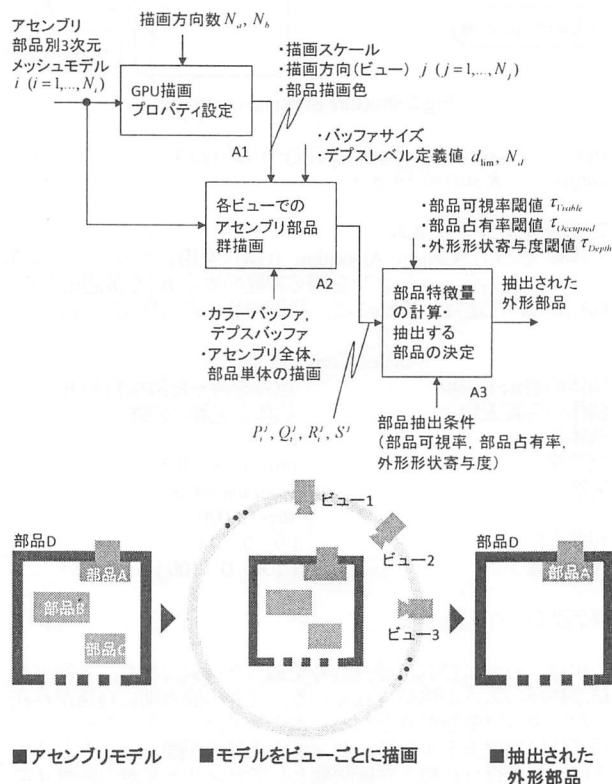 描画方向数 Na, Nb
アセンブリ
部品別3次元
メッシュモデル
i (i=1,...,Ni)
GPU描画
プロパティ設定
A1
・描画スケール
・描画方向(ビュー) j (j=1,...,Nj)
・部品描画色
・バッファサイズ
・デプスレベル定義値 dlim, Nd
各ビューでの
アセンブリ部品
群描画
A2
・カラーバッファ,
デプスバッファ
・アセンブリ全体,
部品単体の描画
・部品可視率閾値 τVisible
・部品占有率閾値 τOccupied
・外形形状寄与度閾値 τDepth
部品特徴量
の計算・
抽出する
部品の決定
A3
抽出された
外形部品
Pij, Qij, Rij, Sj
部品抽出条件
(部品可視率, 部品占有率,
外形形状寄与度)
部品D
部品A
部品B
部品C
ビュー1
ビュー2
ビュー3
部品D
部品A
■アセンブリモデル
■モデルをビューごとに描画
■抽出された
外形部品